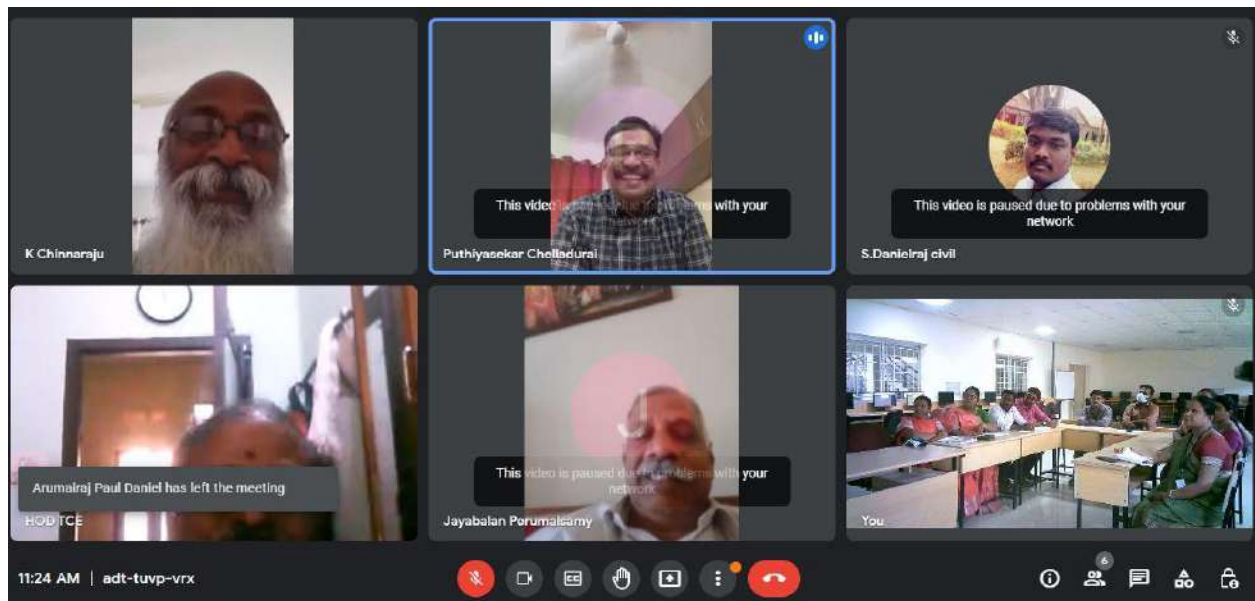 This video is paused due to problems with your
network
This video is paused due to problems with your
network
K Chinnaraju
Puthiyasekar Chelladurai
S.Danielraj civil
Arumairaj Paul Daniel has left the meeting
This video is paused due to problems with your
network
HOD TCE
Jayabalan Perumalsamy
You
11:24 AM | adt-tuvp-vrx
CC
6